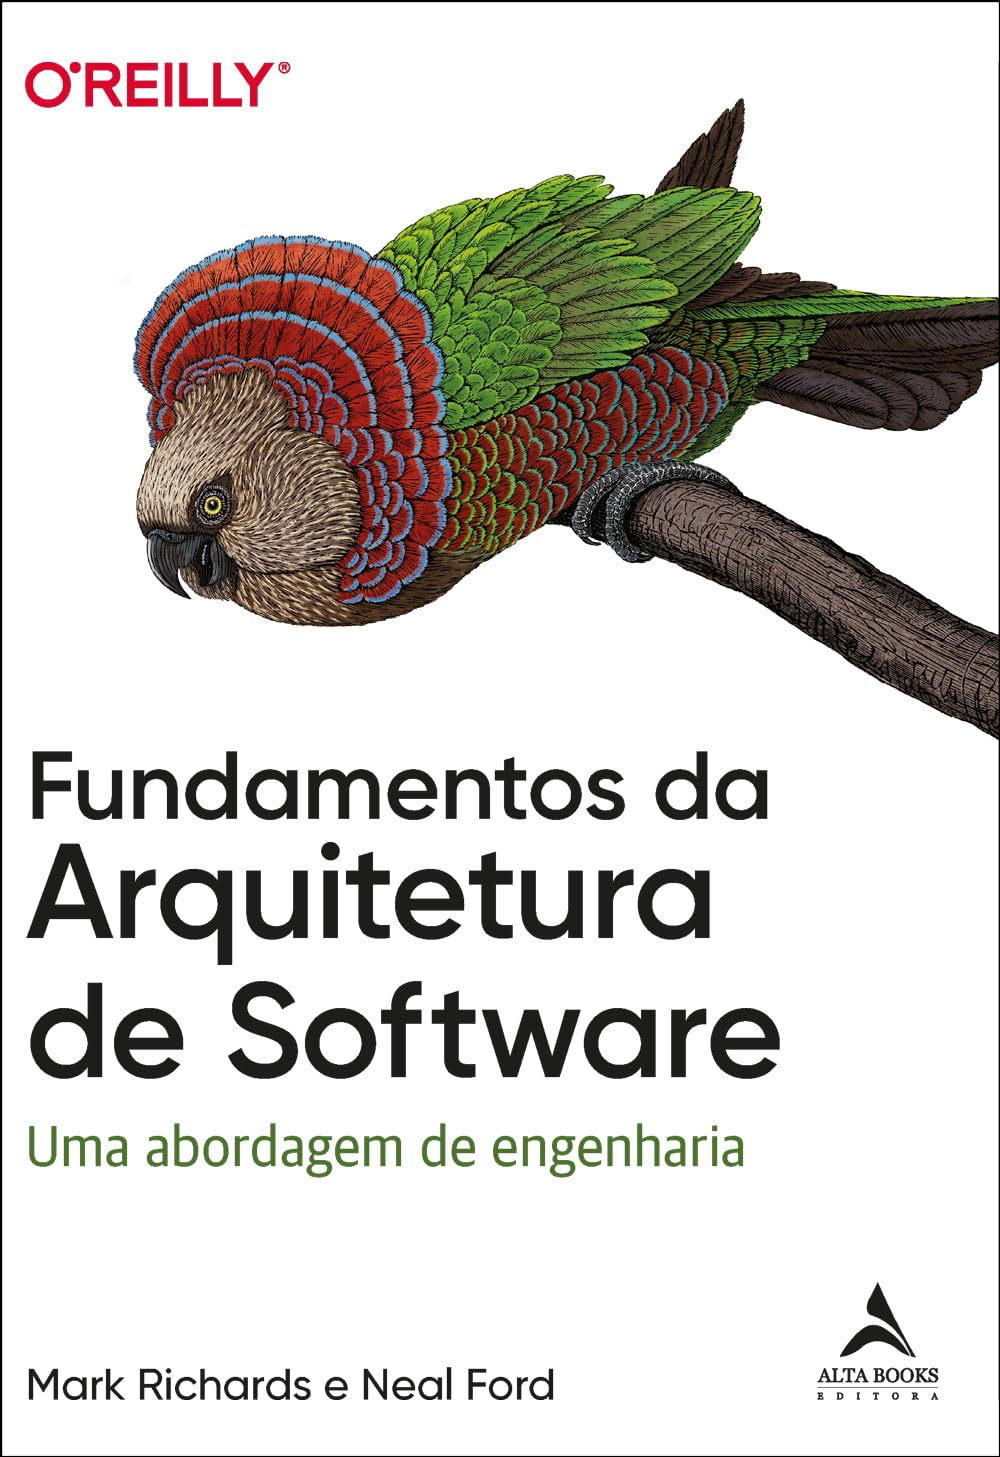 O'REILLY®
Fundamentos da
Arquitetura
de Software
Uma abordagem de engenharia
Mark Richards e Neal Ford
ALTA BOOKS
EDITORA